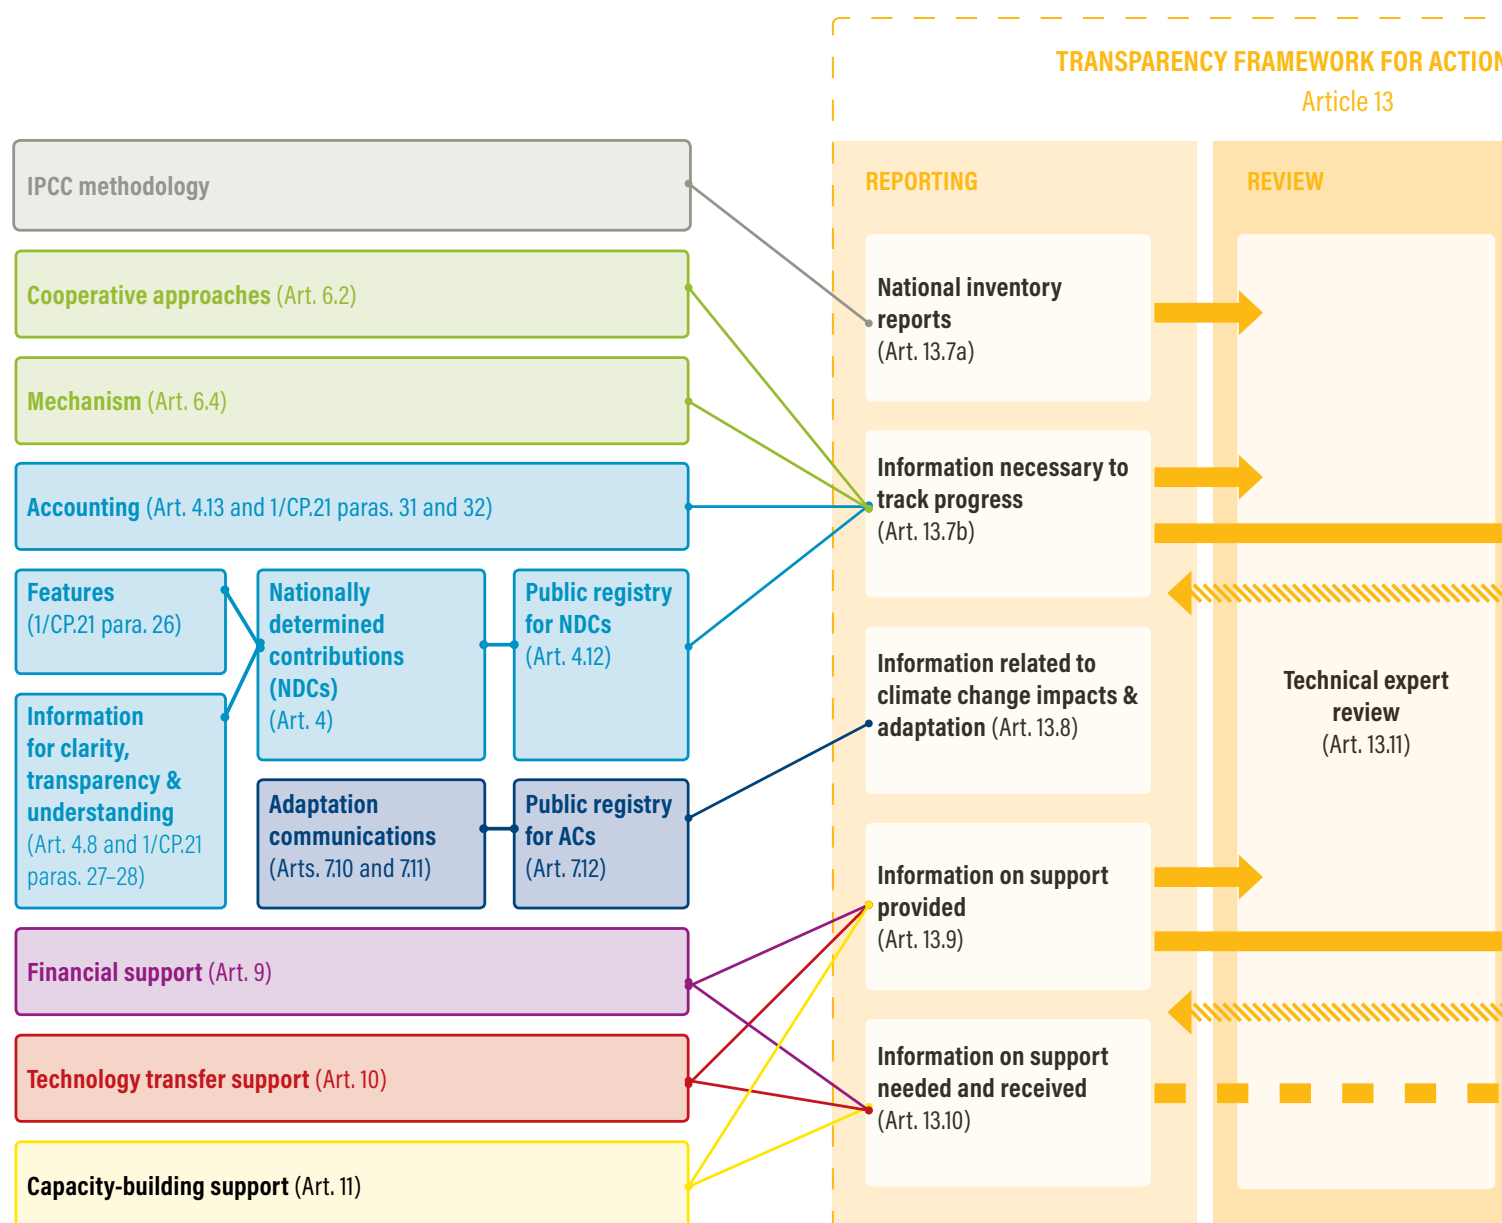 TRANSPARENCY FRAMEWORK FOR ACTION
Article 13
IPCC methodology
Cooperative approaches (Art. 6.2)
Mechanism (Art. 6.4)
Accounting (Art. 4.13 and 1/CP.21 paras. 31 and 32)
Features
(1/CP.21 para. 26)
Information
for clarity,
transparency &
understanding
(Art. 4.8 and 1/CP.21
paras. 27–28)
Nationally
determined
contributions
(NDCs)
(Art. 4)
Public registry
for NDCs
(Art. 4.12)
Adaptation
communications
(Arts. 7.10 and 7.11)
Public registry
for ACs
(Art. 7.12)
Financial support (Art. 9)
Technology transfer support (Art. 10)
Capacity-building support (Art. 11)
REPORTING
National inventory
reports
(Art. 13.7a)
Information necessary to
track progress
(Art. 13.7b)
Information related to
climate change impacts &
adaptation (Art. 13.8)
Information on support
provided
(Art. 13.9)
Information on support
needed and received
(Art. 13.10)
REVIEW
Technical expert
review
(Art. 13.11)